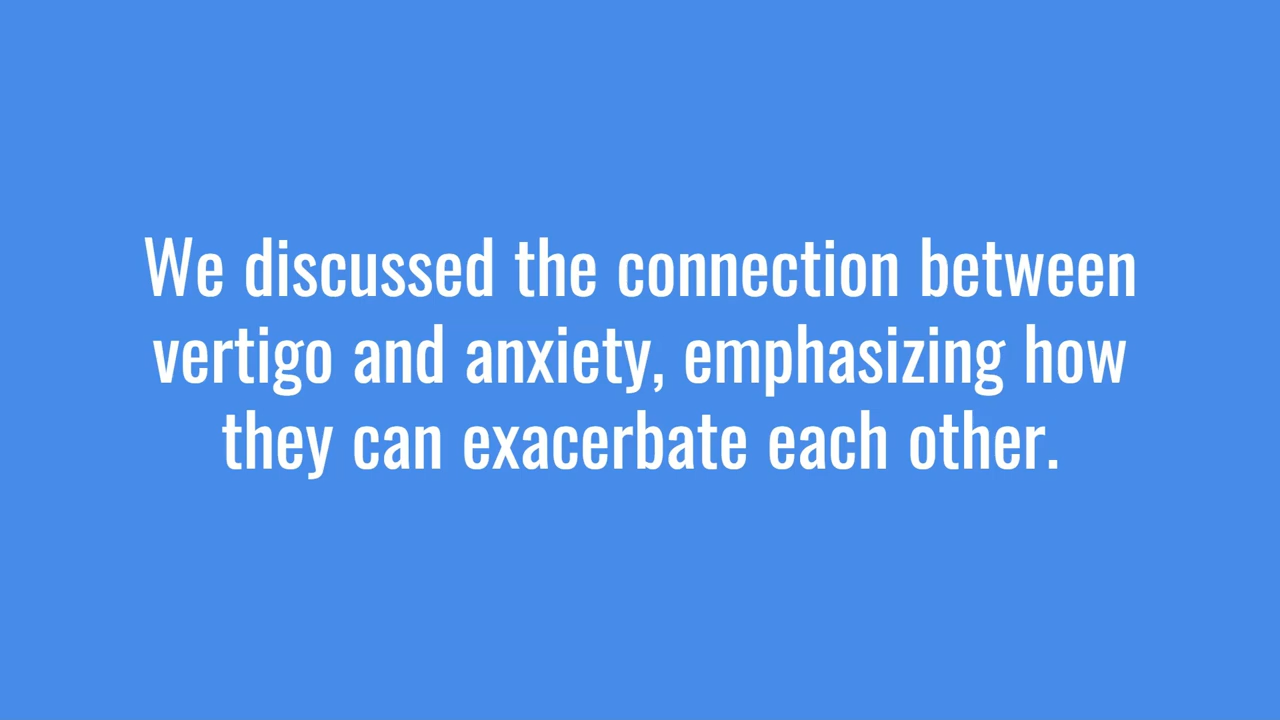 We discussed the connection between
vertigo and anxiety, emphasizing how
they can exacerbate each other.